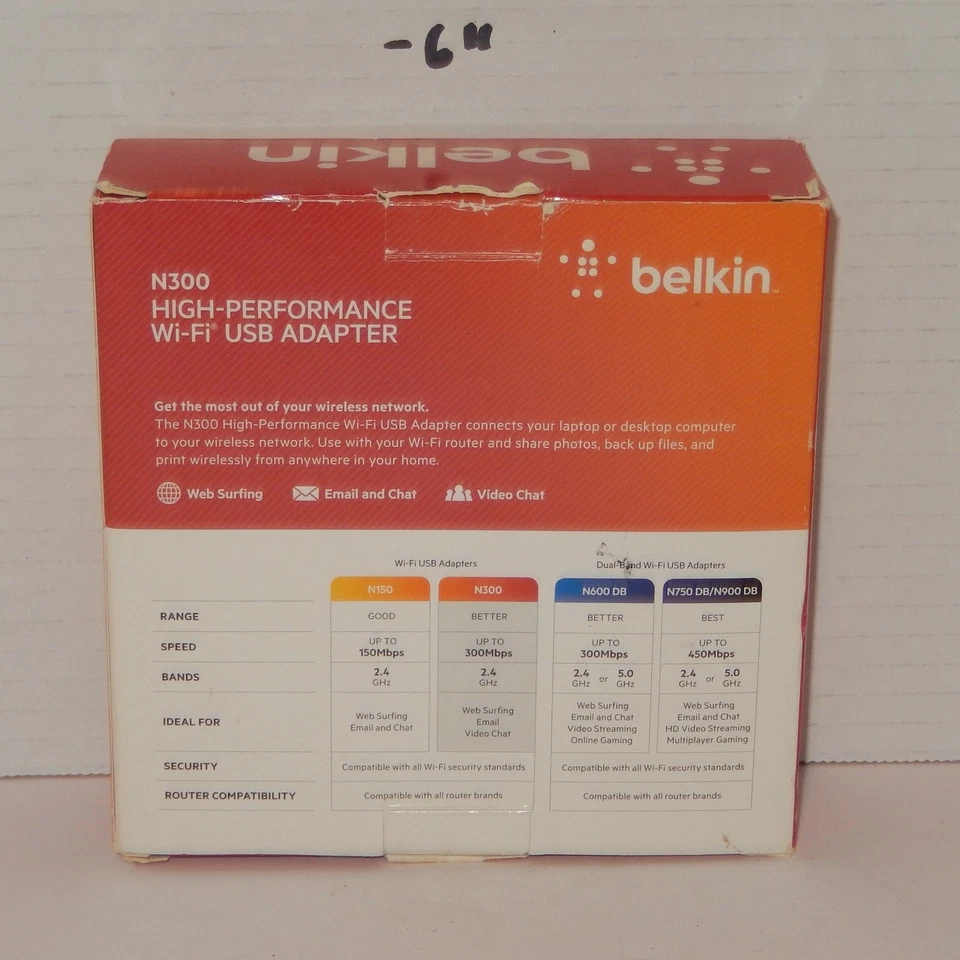 -6"
belkin
belkin™
N300
HIGH-PERFORMANCE
Wi-Fi® USB ADAPTER
Get the most out of your wireless network.
The N300 High-Performance Wi-Fi USB Adapter connects your laptop or desktop computer
to your wireless network. Use with your Wi-Fi router and share photos, back up files, and
print wirelessly from anywhere in your home.
Web Surfing Email and Chat Video Chat
Wi-Fi USB Adapters Dual-Band Wi-Fi USB Adapters
N150 N300 N600 DB N750 DB/N900 DB
RANGE GOOD BETTER BETTER BEST
SPEED UP TO 150Mbps UP TO 300Mbps UP TO 300Mbps UP TO 450Mbps
BANDS 2.4 GHz 2.4 GHz 2.4 GHz or 5.0 GHz 2.4 GHz or 5.0 GHz
IDEAL FOR Web Surfing Email and Chat Web Surfing Email Video Chat Web Surfing Email and Chat Video Streaming Online Gaming Web Surfing Email and Chat HD Video Streaming Multiplayer Gaming
SECURITY Compatible with all Wi-Fi security standards Compatible with all Wi-Fi security standards
ROUTER COMPATIBILITY Compatible with all router brands Compatible with all router brands